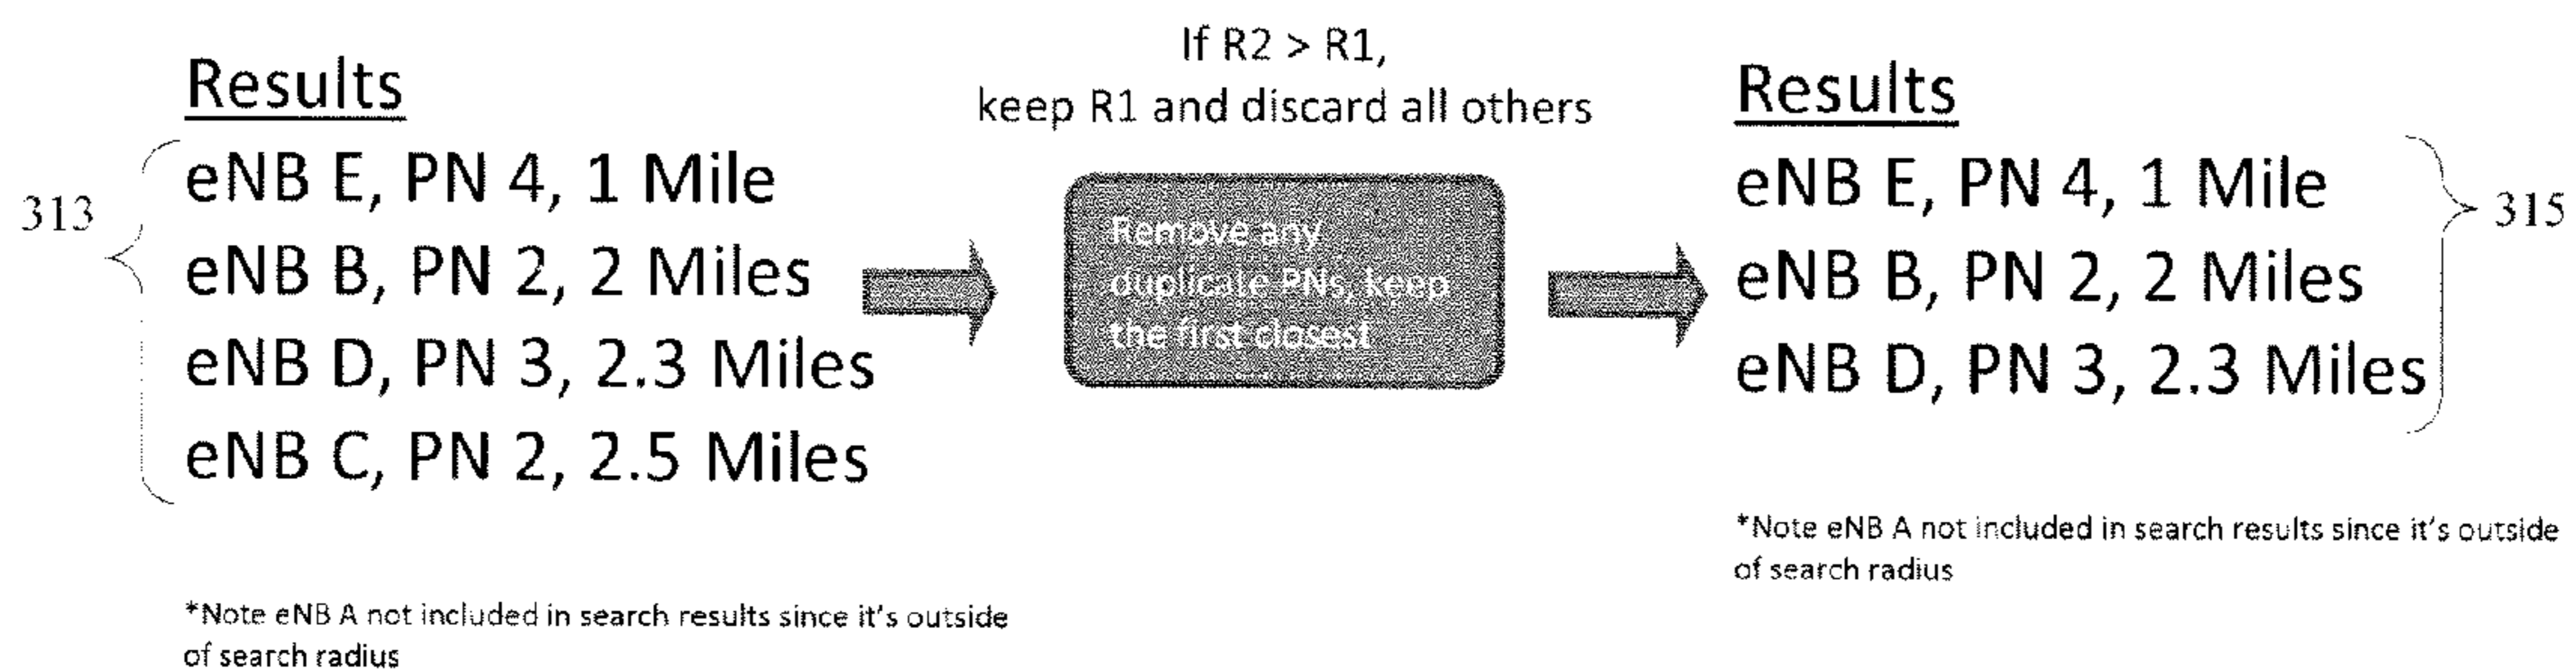 Results
313
eNB E, PN 4, 1 Mile
eNB B, PN 2, 2 Miles
eNB D, PN 3, 2.3 Miles
eNB C, PN 2, 2.5 Miles
*Note eNB A not included in search results since it's outside
of search radius
If R2 > R1,
keep R1 and discard all others
Remove any
duplicate PNs, keep
the first closest
Results
eNB E, PN 4, 1 Mile
eNB B, PN 2, 2 Miles
eNB D, PN 3, 2.3 Miles
315
*Note eNB A not included in search results since it's outside
of search radius